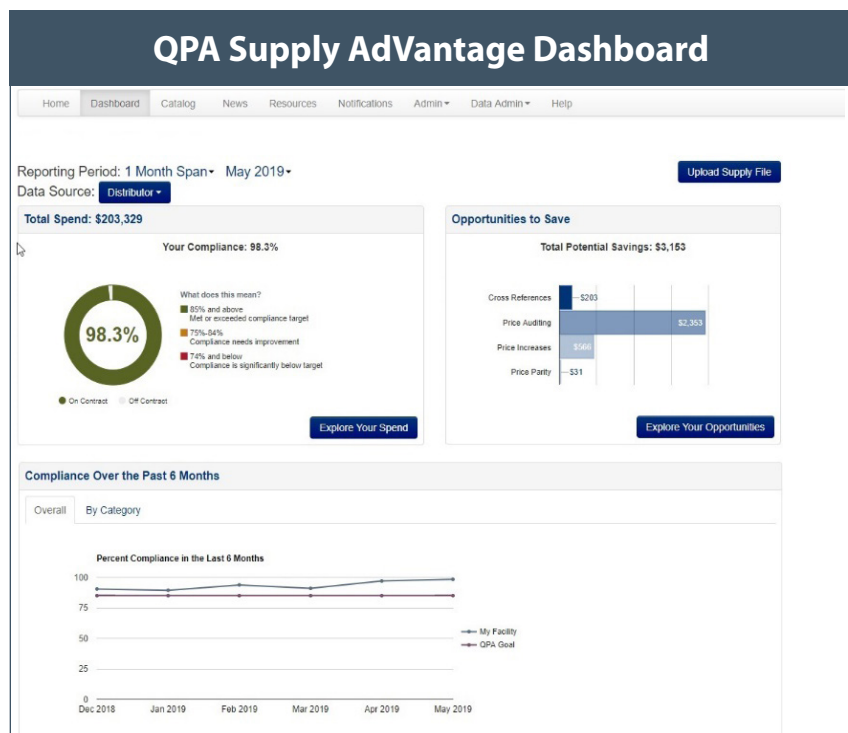 QPA Supply AdVantage Dashboard
Home Dashboard Catalog News Resources Notifications Admin Data Admin Help
Reporting Period: 1 Month Span May 2019
Upload Supply File
Data Source: Distributor
Total Spend: $203,329
Your Compliance: 98.3%
98.3%
What does this mean?
85% and above
Met or exceeded compliance target
75%-84%
Compliance needs improvement
74% and below
Compliance is significantly below target
On Contract Off Contract
Explore Your Spend
Opportunities to Save
Total Potential Savings: $3,153
Cross References $203
Price Auditing $2,353
Price Increases $566
Price Parity $31
Explore Your Opportunities
Compliance Over the Past 6 Months
Overall By Category
Percent Compliance in the Last 6 Months
100
75
50
25
0
My Facility
QPA Goal
Dec 2018 Jan 2019 Feb 2019 Mar 2019 Apr 2019 May 2019